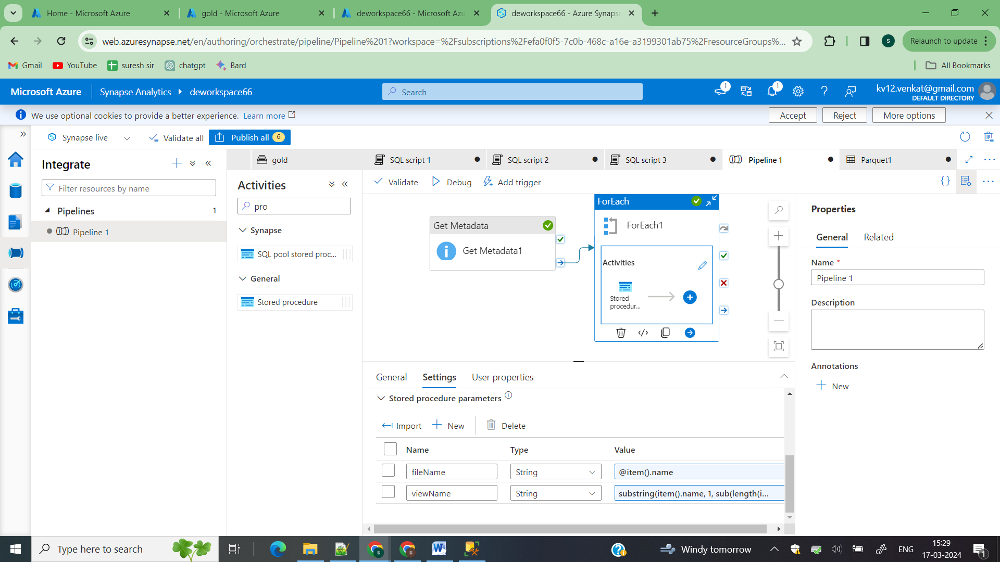 Home - Microsoft Azure
gold - Microsoft Azure
deworkspace66 - Microsoft Azu
deworkspace66 - Azure Synapse
web.azuresynapse.net/en/authoring/orchestrate/pipeline/Pipeline%201?workspace=%2Fsubscriptions%2Fefa0f0f5-7c0b-468c-a16e-a3199301ab75%2FresourceGroups%...
S
Relaunch to update
Gmail
YouTube
suresh sir
chatgpt
Bard
All Bookmarks
Microsoft Azure
Synapse Analytics
deworkspace66
Search
1
1
kv12.venkat@gmail.com
DEFAULT DIRECTORY
We use optional cookies to provide a better experience. Learn more
Accept
Reject
More options
Synapse live
Validate all
Publish all 6
Integrate
Filter resources by name
Pipelines 1
Pipeline 1
gold
SQL script 1
SQL script 2
SQL script 3
Pipeline 1
Parquet1
Activities
pro
Synapse
SQL pool stored proc...
General
Stored procedure
Validate
Debug
Add trigger
Get Metadata
Get Metadata1
ForEach
ForEach1
Activities
Stored
procedur...
General
Settings
User properties
Stored procedure parameters
Import
New
Delete
Name Type Value
fileName String @item().name
viewName String substring(item().name, 1, sub(length(i...
Properties
General
Related
Name *
Pipeline 1
Description
Annotations
New
Type here to search
Windy tomorrow
ENG
15:29
17-03-2024
1